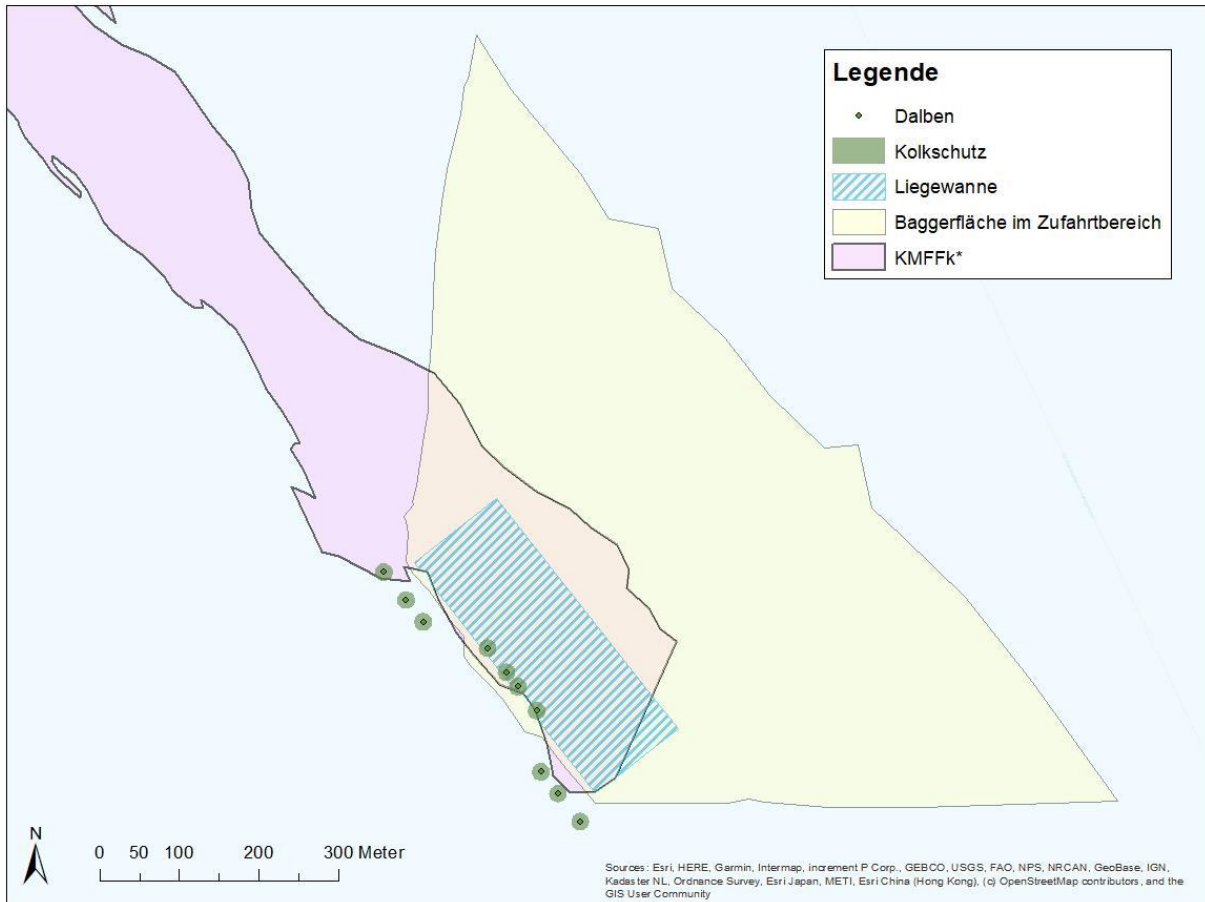 Legende
Dalben
Kolkschutz
Liegewanne
Baggerfläche im Zufahrtbereich
KMFFk*
N
0 50 100 200 300 Meter
Sources: Esri, HERE, Garmin, Intermap, increment P Corp., GEBCO, USGS, FAO, NPS, NRCAN, GeoBase, IGN,
Kadaster NL, Ordnance Survey, Esri Japan, METI, Esri China (Hong Kong), (c) OpenStreetMap contributors, and the
GIS User Community